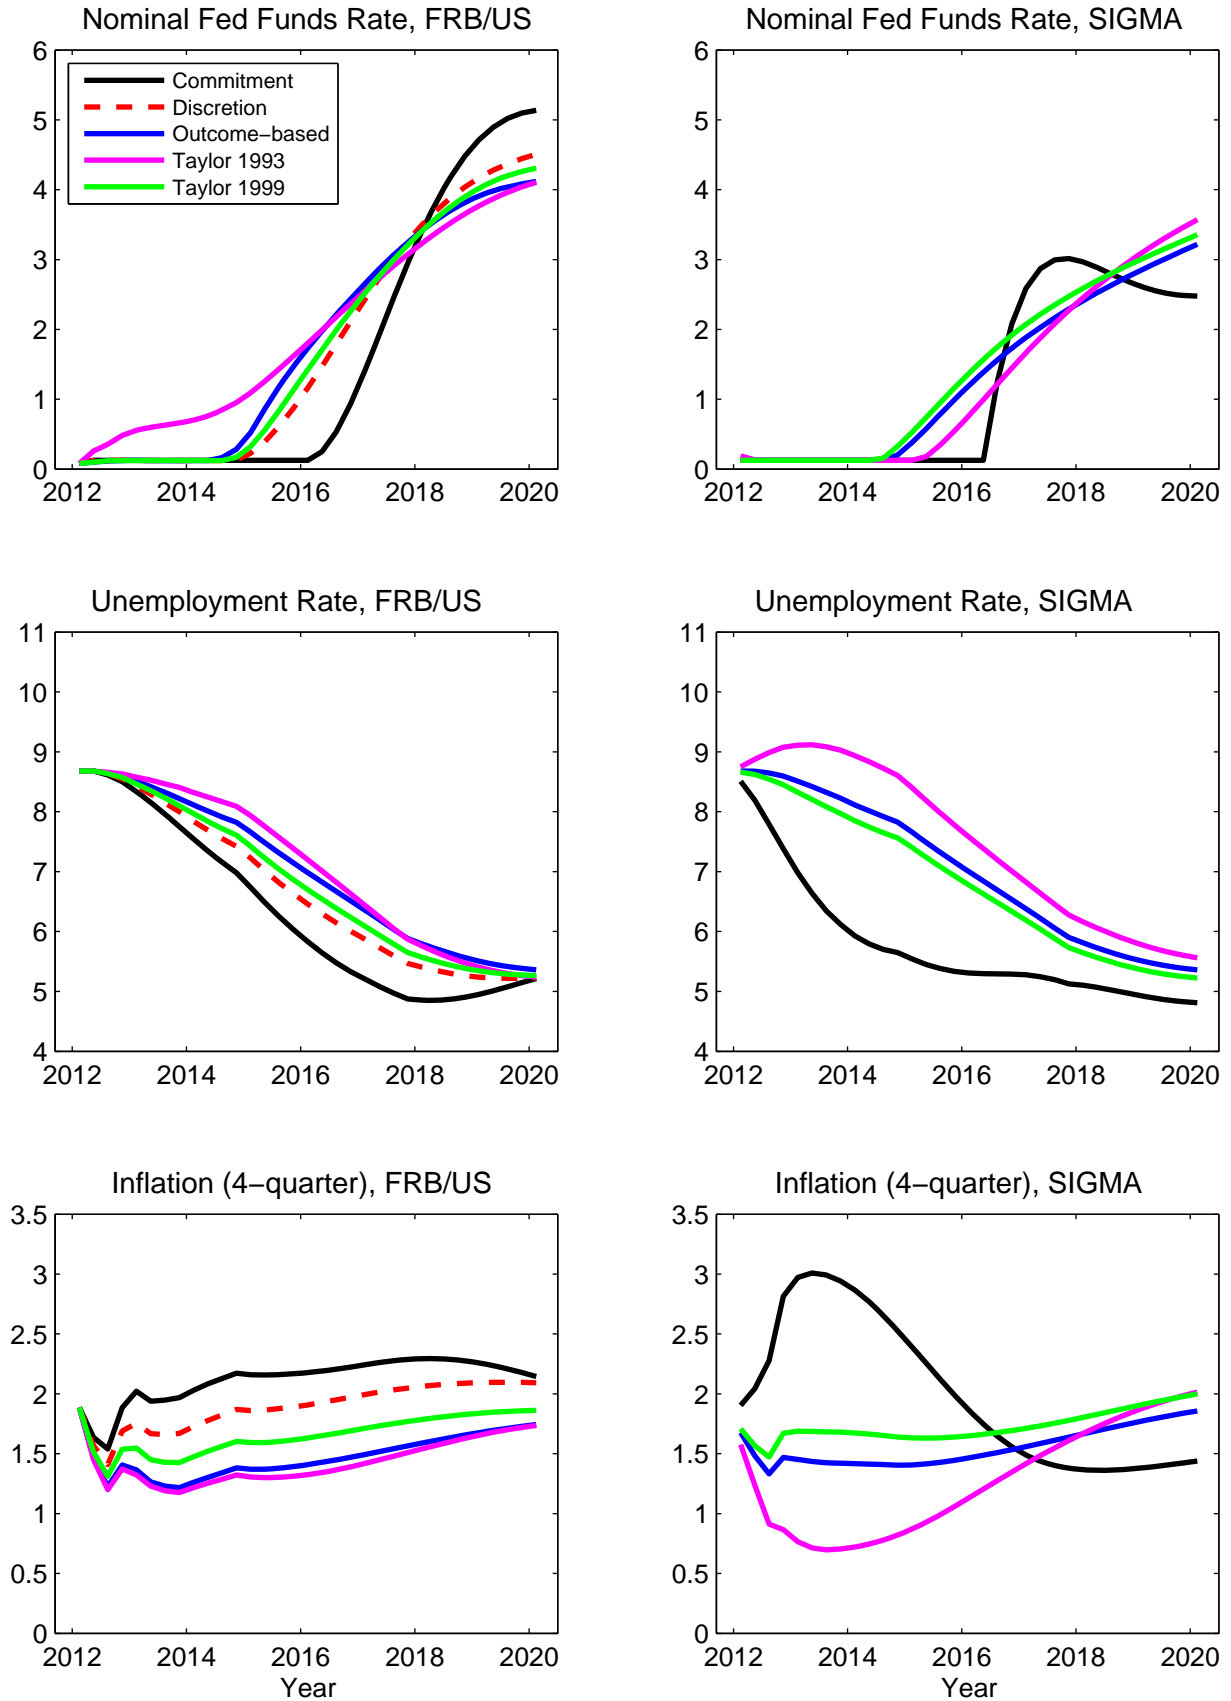 Nominal Fed Funds Rate, FRB/US
6
5
4
3
2
1
0
2012 2014 2016 2018 2020
Commitment
Discretion
Outcome−based
Taylor 1993
Taylor 1999
Nominal Fed Funds Rate, SIGMA
6
5
4
3
2
1
0
2012 2014 2016 2018 2020
Unemployment Rate, FRB/US
11
10
9
8
7
6
5
4
2012 2014 2016 2018 2020
Unemployment Rate, SIGMA
11
10
9
8
7
6
5
4
2012 2014 2016 2018 2020
Inflation (4−quarter), FRB/US
3.5
3
2.5
2
1.5
1
0.5
0
2012 2014 2016 2018 2020
Year
Inflation (4−quarter), SIGMA
3.5
3
2.5
2
1.5
1
0.5
0
2012 2014 2016 2018 2020
Year